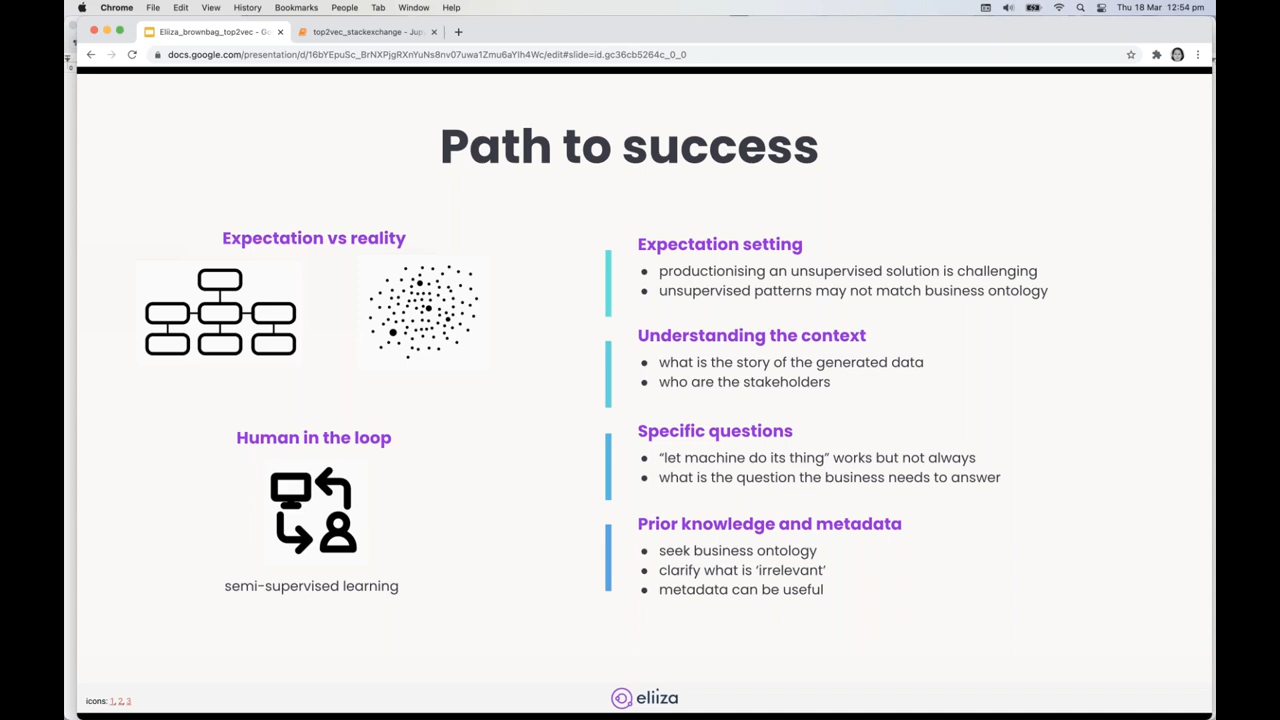 Chrome File Edit View History Bookmarks People Tab Window Help Thu 18 Mar 12:54 pm
Eliiza_brownbag_top2vec - Go top2vec_stackexchange - Jup
docs.google.com/presentation/d/16bYEpuSc_BrNXPjgRXnYuNs8nv07uwa1Zmu6aYlh4Wc/edit#slide=id.gc36cb5264c_0_0
Path to success
Expectation vs reality
Human in the loop
semi-supervised learning
Expectation setting
● productionising an unsupervised solution is challenging
● unsupervised patterns may not match business ontology
Understanding the context
● what is the story of the generated data
● who are the stakeholders
Specific questions
● “let machine do its thing” works but not always
● what is the question the business needs to answer
Prior knowledge and metadata
● seek business ontology
● clarify what is ‘irrelevant’
● metadata can be useful
icons: 1, 2, 3
eliiza